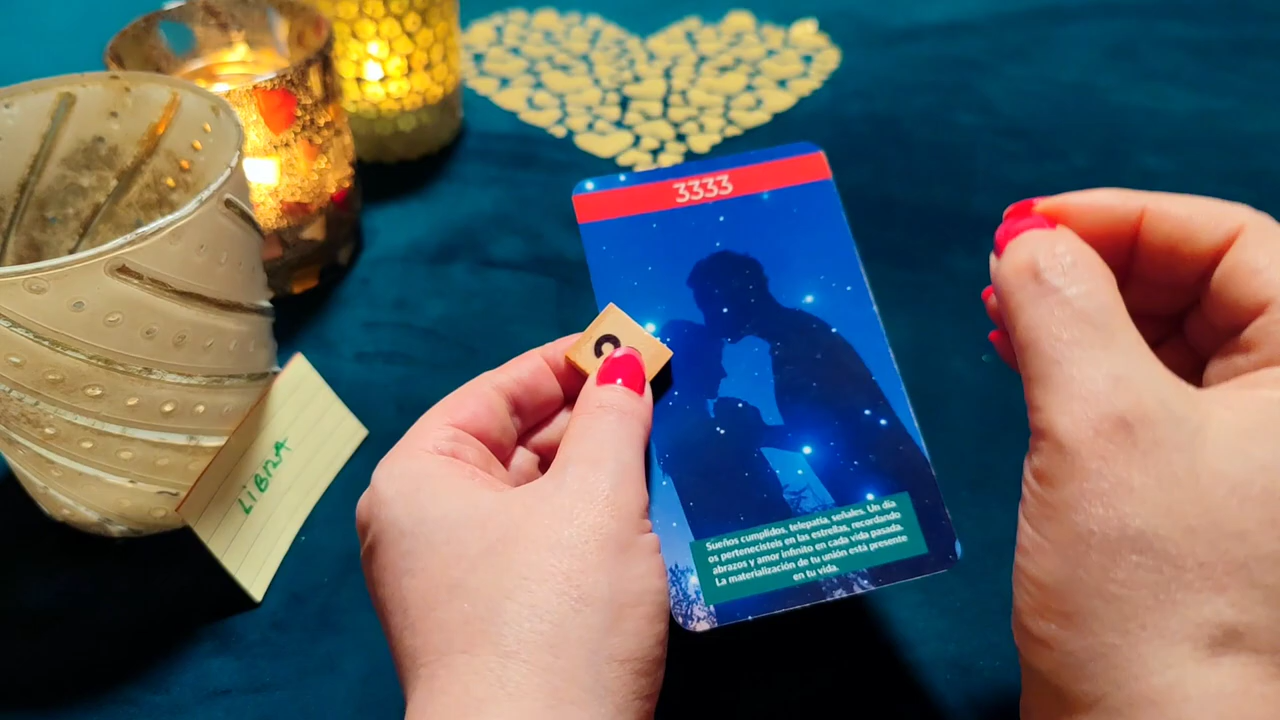 3333
LIBRA
Sueños cumplidos, telepatía, señales. Un día
os pertenecisteis en las estrellas, recordando
abrazos y amor infinito en cada vida pasada.
La materialización de tu unión está presente
en tu vida.